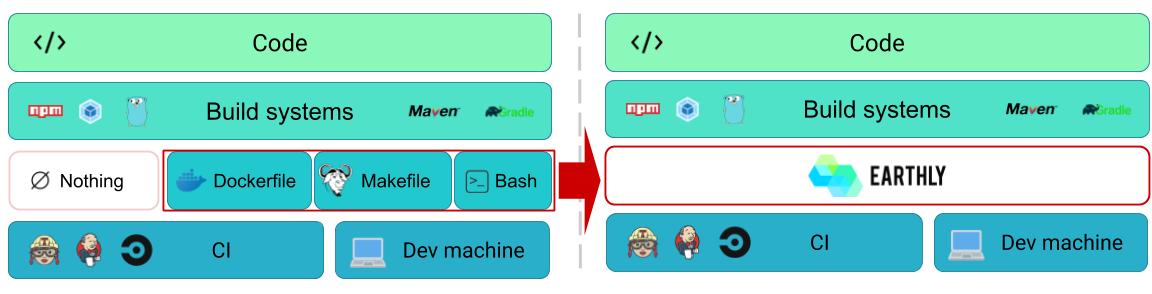 </> Code
npm Build systems Maven Gradle
Nothing Dockerfile Makefile >_ Bash
T CI Dev machine
</> Code
npm Build systems Maven Gradle
EARTHLY
T CI Dev machine